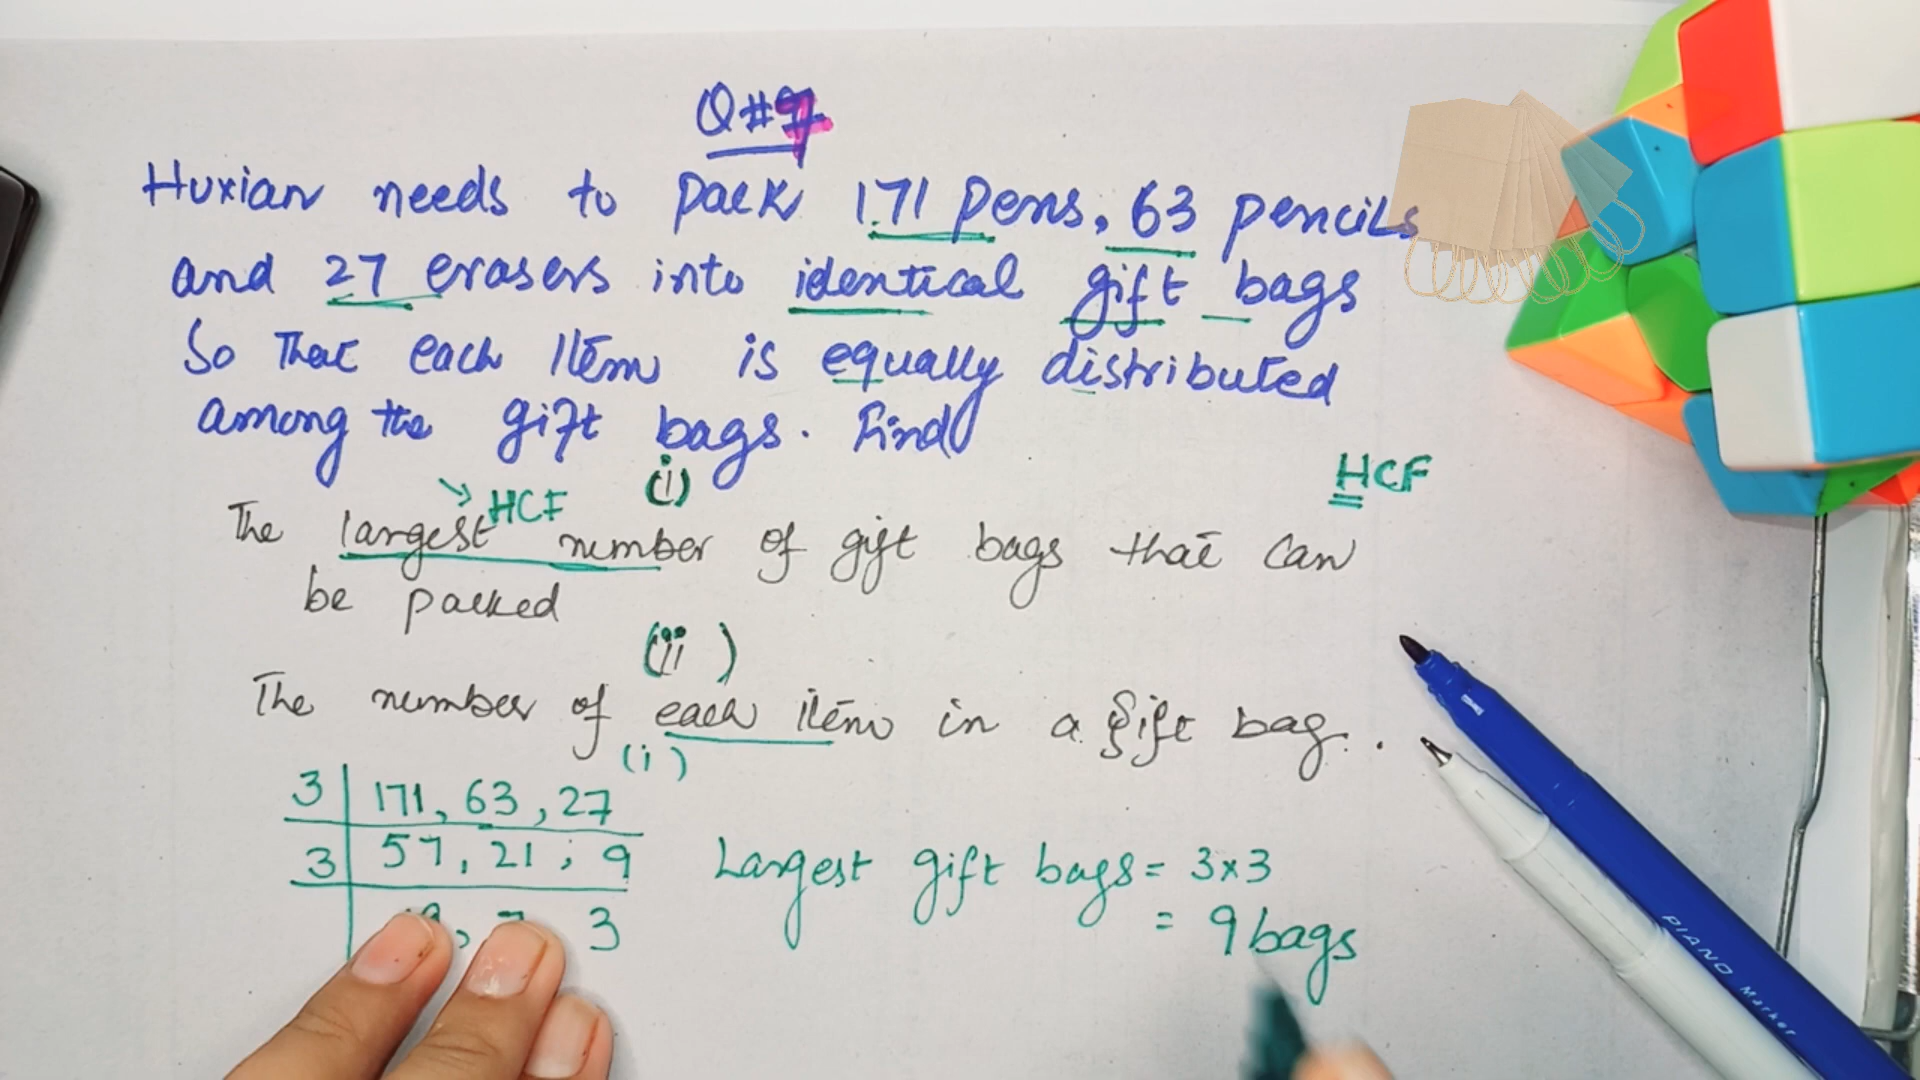 Q#7
Huxian needs to pack 171 pens, 63 pencils
and 27 erasers into identical gift bags
So that each item is equally distributed
among the gift bags. Find
(i)
HCF
HCF
The largest number of gift bags that can
be packed
(ii)
The number of each item in a gift bag.
(i)
3 171, 63, 27
3 57, 21, 9
3
Largest gift bags = 3x3
= 9 bags
PIANO Marker